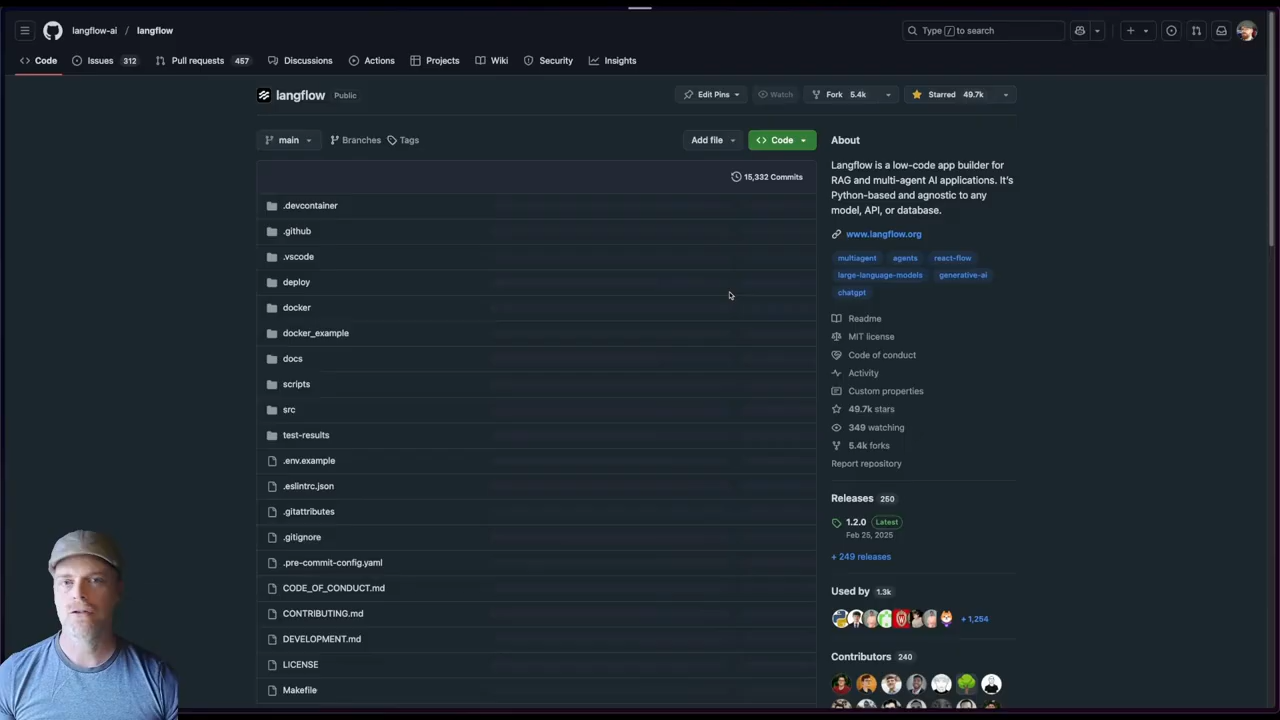 langflow-ai / langflow
Type / to search
Code
Issues 312
Pull requests 457
Discussions
Actions
Projects
Wiki
Security
Insights
langflow Public
Edit Pins
Watch
Fork 5.4k
Starred 49.7k
main
Branches
Tags
Add file
Code
15,332 Commits
.devcontainer
.github
.vscode
deploy
docker
docker_example
docs
scripts
src
test-results
.env.example
.eslintrc.json
.gitattributes
.gitignore
.pre-commit-config.yaml
CODE_OF_CONDUCT.md
CONTRIBUTING.md
DEVELOPMENT.md
LICENSE
Makefile
About
Langflow is a low-code app builder for
RAG and multi-agent AI applications. It's
Python-based and agnostic to any
model, API, or database.
www.langflow.org
multiagent agents react-flow
large-language-models generative-ai
chatgpt
Readme
MIT license
Code of conduct
Activity
Custom properties
49.7k stars
349 watching
5.4k forks
Report repository
Releases 250
1.2.0 Latest
Feb 25, 2025
+ 249 releases
Used by 1.3k
+ 1,254
Contributors 240